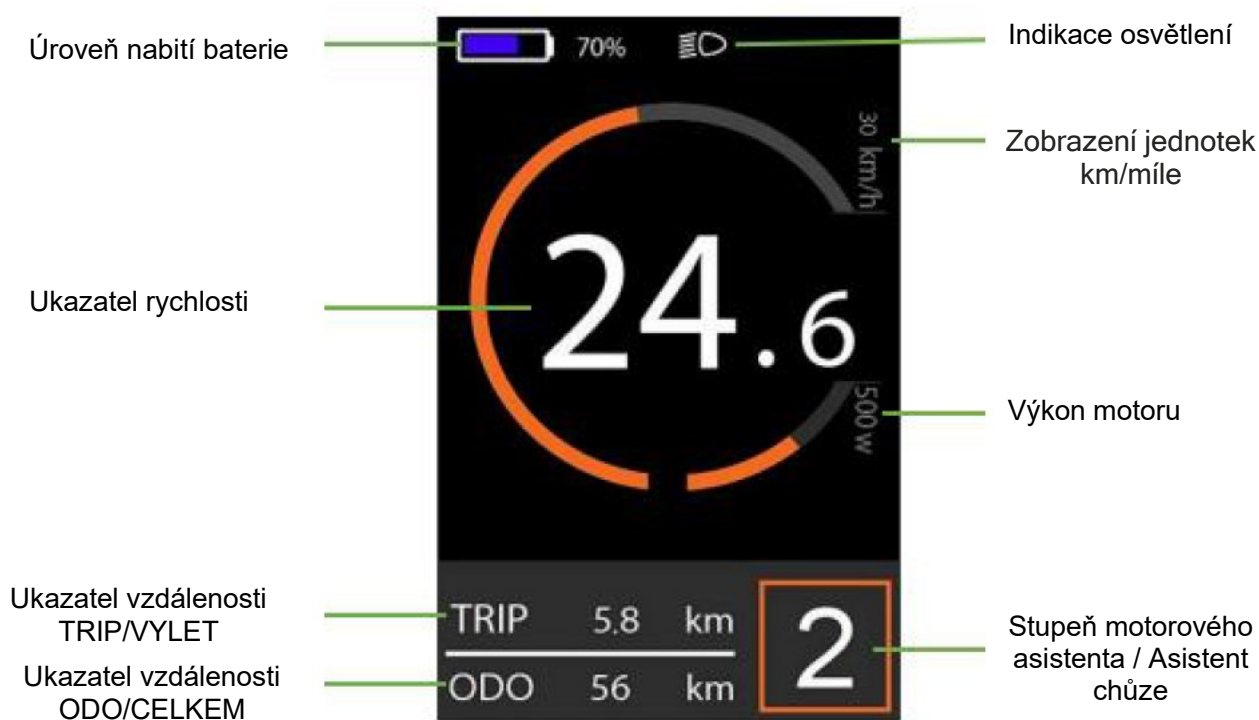 Úroveň nabití baterie
70%
Indikace osvětlení
30 km/h
Zobrazení jednotek
km/míle
Ukazatel rychlosti
24.6
500w
Výkon motoru
Ukazatel vzdálenosti
TRIP/VYLET
TRIP 5.8 km
2
Stupeň motorového
asistenta / Asistent
chůze
Ukazatel vzdálenosti
ODO/CELKEM
ODO 56 km